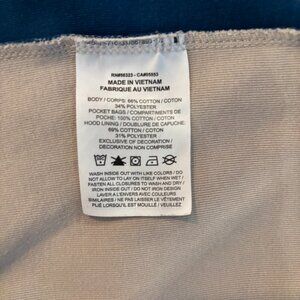 RN#56323 - CA#05553
MADE IN VIETNAM
FABRIQUE AU VIETNAM
BODY / CORPS: 66% COTTON / COTON
34% POLYESTER
POCKET BAGS / COMPARTIMENTS DE
POCHE: 100% COTTON / COTON
HOOD LINING / DOUBLURE DE CAPUCHE:
69% COTTON / COTON
31% POLYESTER
EXCLUSIVE OF DECORATION /
DECORATION NON COMPRISE
WASH INSIDE OUT WITH LIKE COLORS / DO
NOT ALLOW TO LAY ON ITSELF WHEN WET /
FASTEN ALL CLOSURES TO WASH AND DRY /
IRON INSIDE OUT / DO NOT IRON DESIGN
LAVER À L'ENVERS AVEC COULEURS
SIMILAIRES / NE PAS LAISSER LE VÊTEMENT
PLIÉ LORSQU'IL EST MOUILLÉ / VEUILLEZ